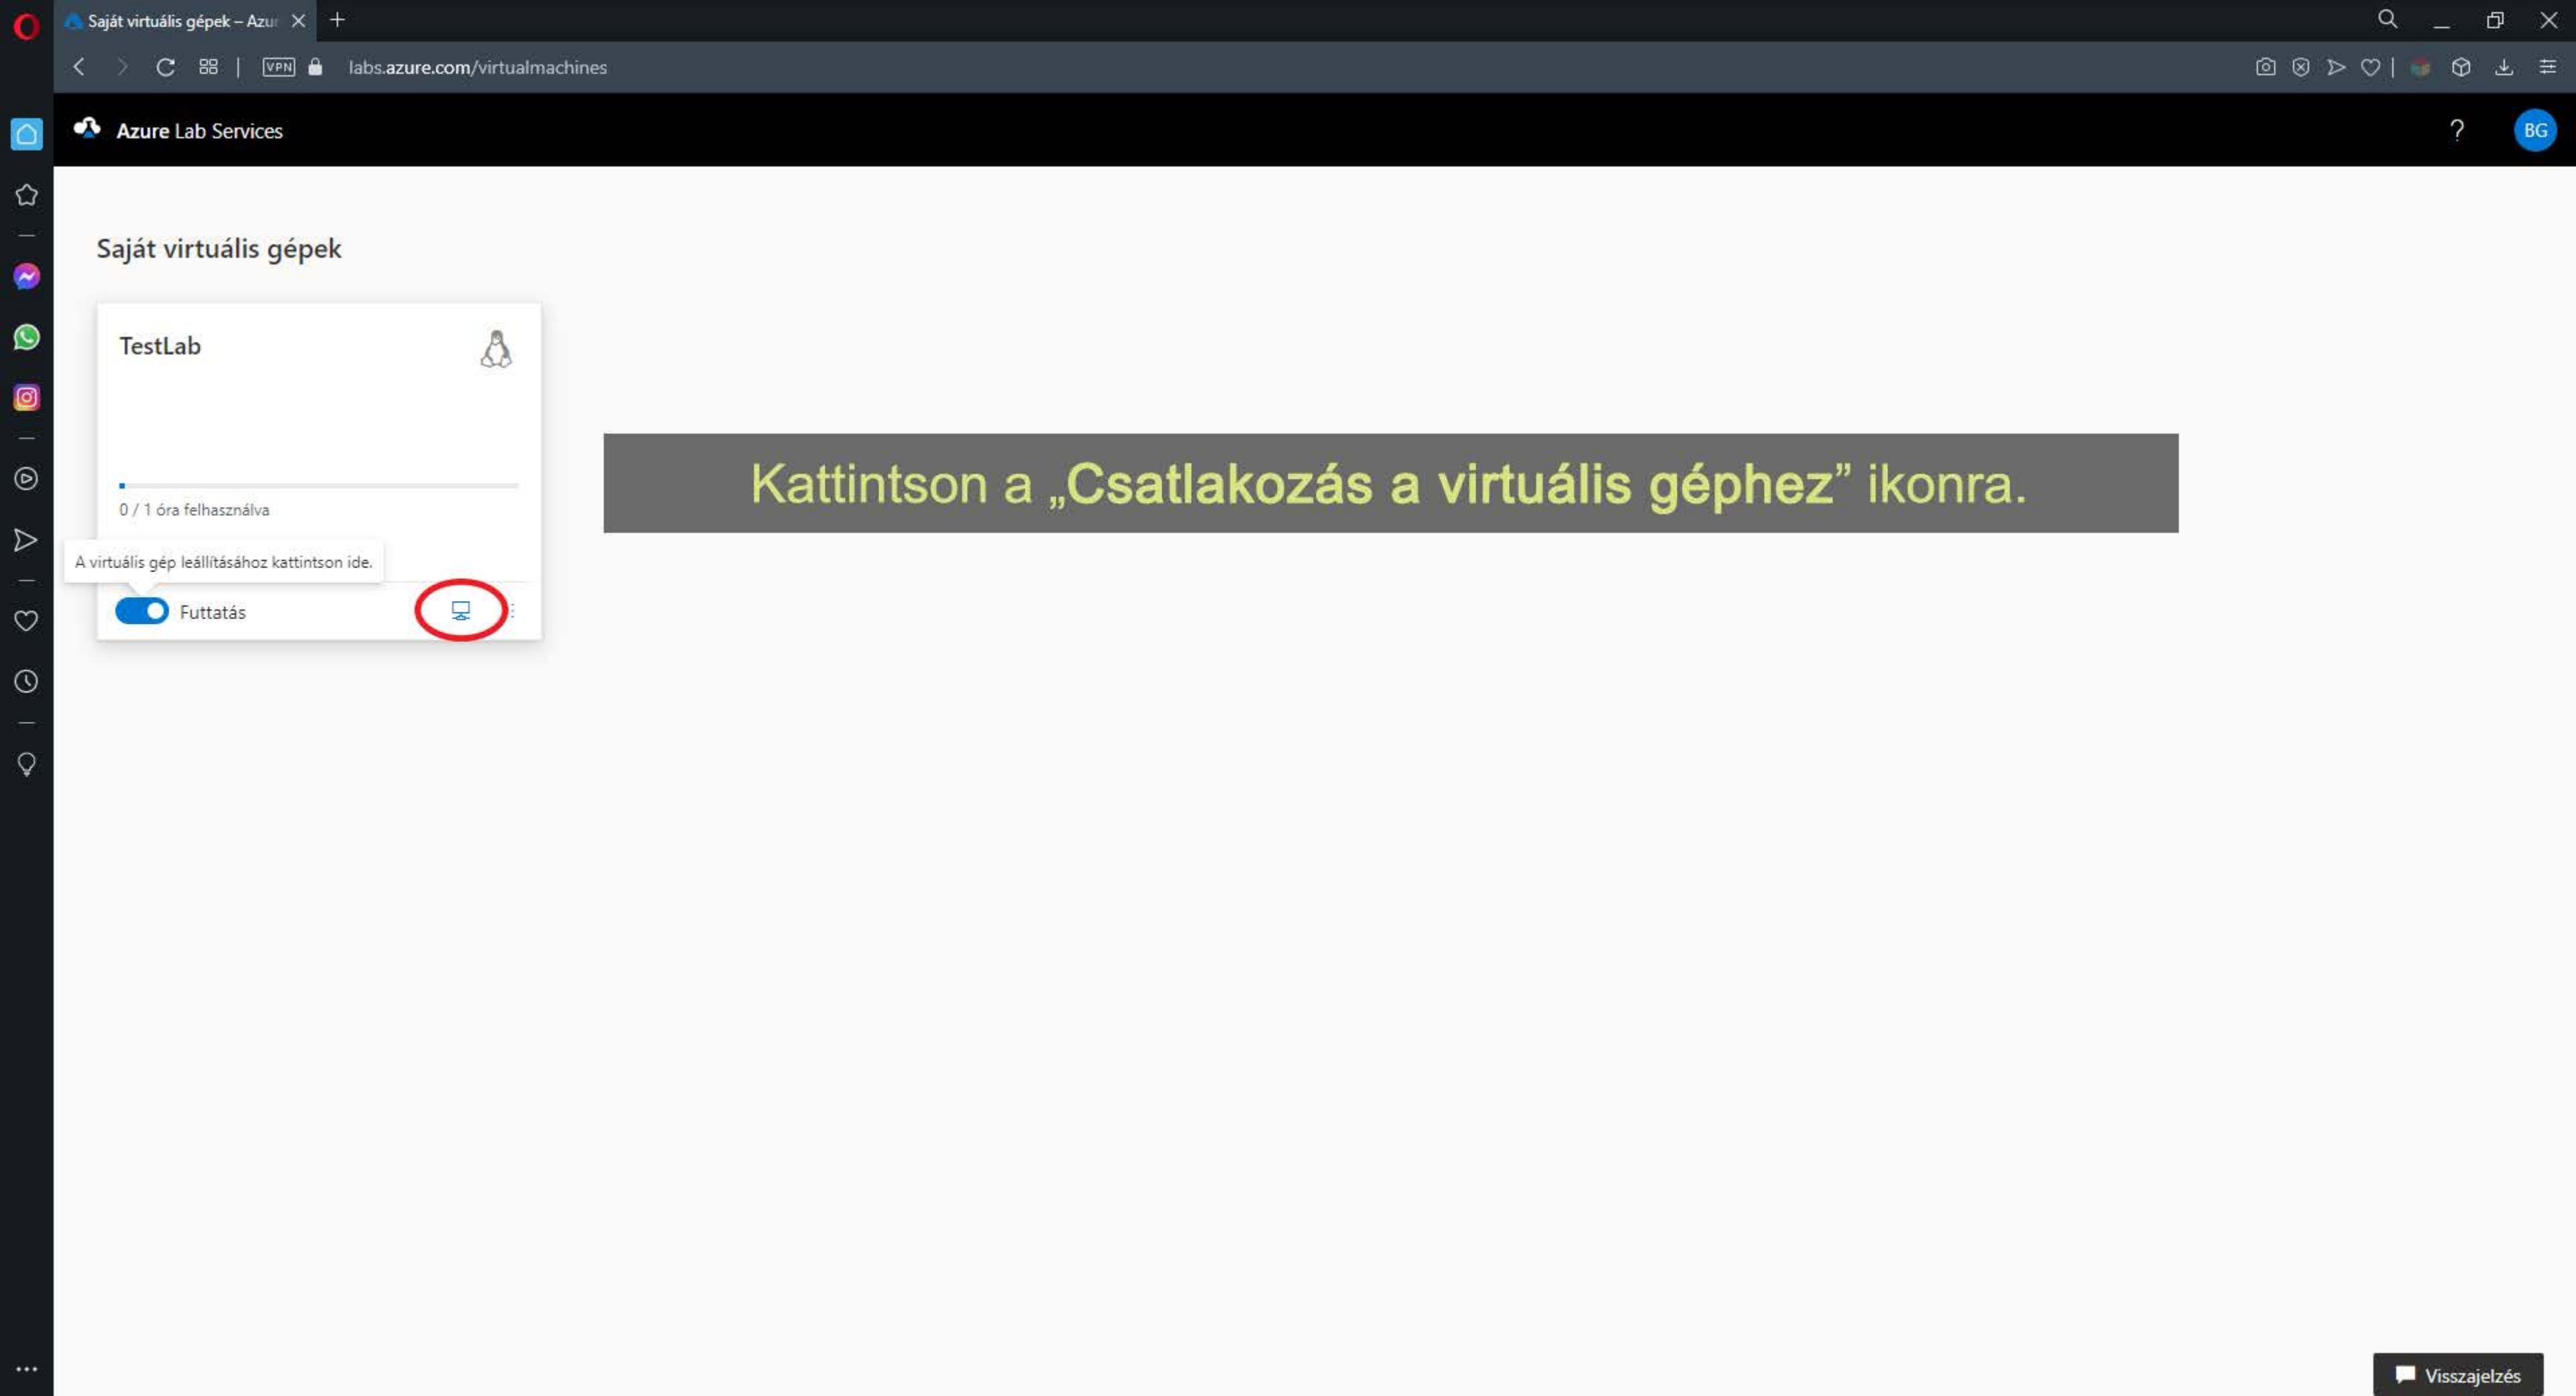 Saját virtuális gépek – Azur
VPN
labs.azure.com/virtualmachines
Azure Lab Services
?
BG
Saját virtuális gépek
TestLab
0 / 1 óra felhasználva
Kattintson a „Csatlakozás a virtuális géphez” ikonra.
A virtuális gép leállításához kattintson ide.
Futtatás
Visszajelzés